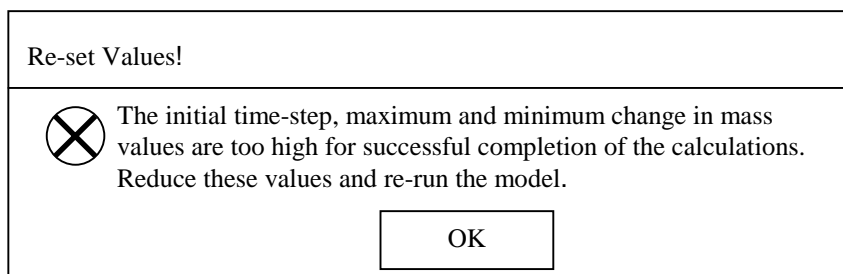 Re-set Values!
The initial time-step, maximum and minimum change in mass
values are too high for successful completion of the calculations.
Reduce these values and re-run the model.
OK